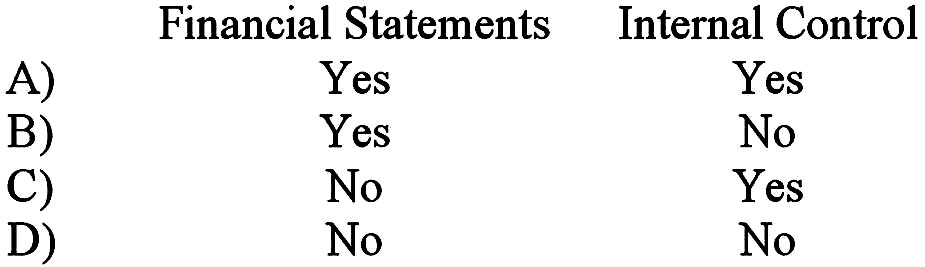 Financial Statements Internal Control
A) Yes Yes
B) Yes No
C) No Yes
D) No No